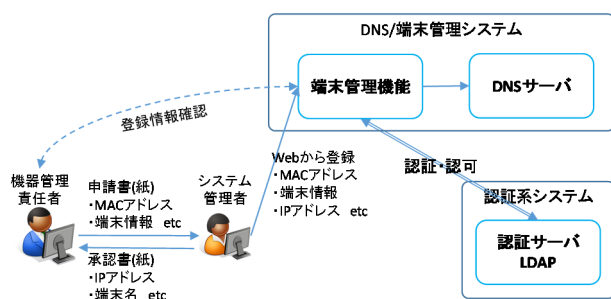 DNS/端末管理システム
端末管理機能
DNSサーバ
登録情報確認
Webから登録
・MACアドレス
・端末情報
・IPアドレス etc
認証・認可
機器管理
責任者
申請書(紙)
・MACアドレス
・端末情報 etc
システム
管理者
承認書(紙)
・IPアドレス
・端末名 etc
認証系システム
認証サーバ
LDAP